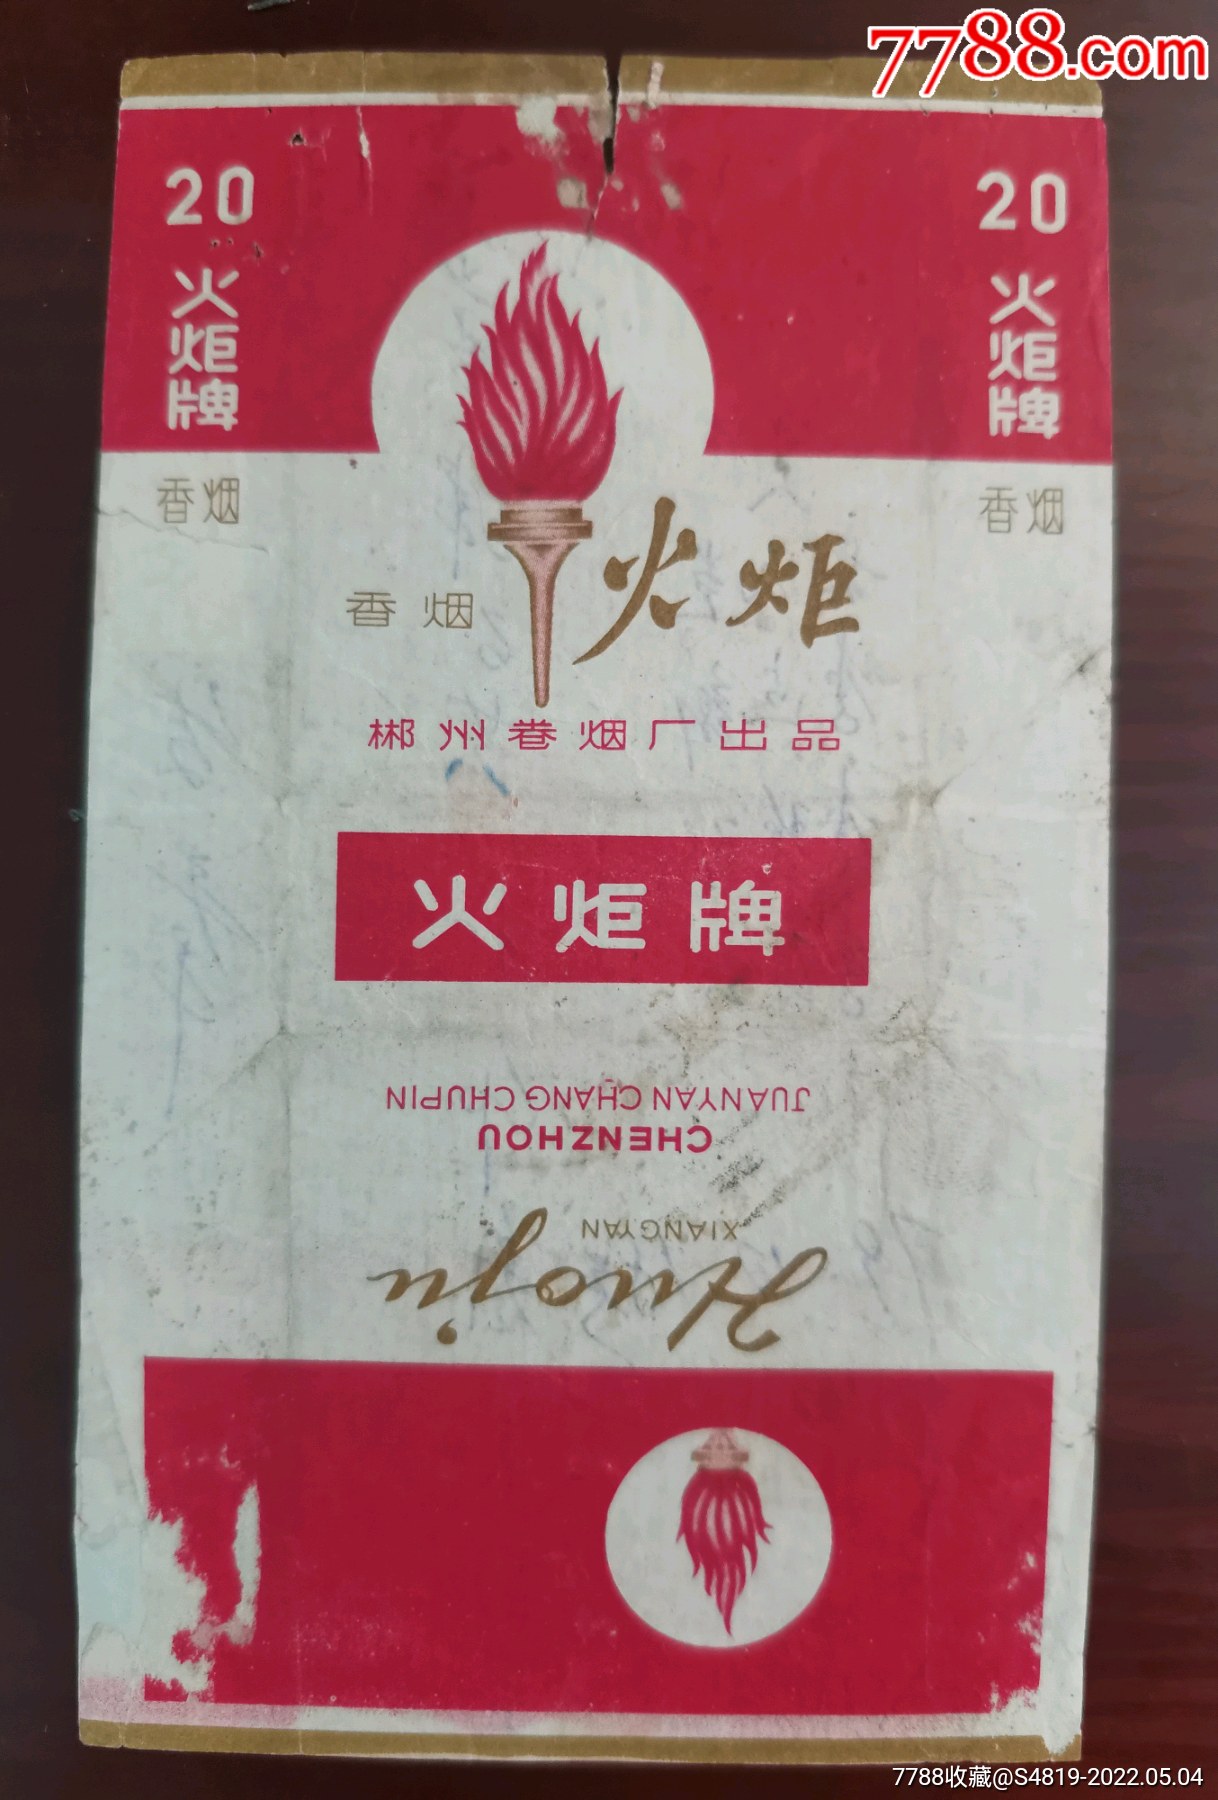 7788.com
20
火炬牌
香烟
20
火炬牌
香烟
火炬
香烟
郴州卷烟厂出品
火炬牌
JUANYAN CHANG CHUPIN
CHENZHOU
XIANGYAN
Huoju
7788收藏@S4819-2022.05.04